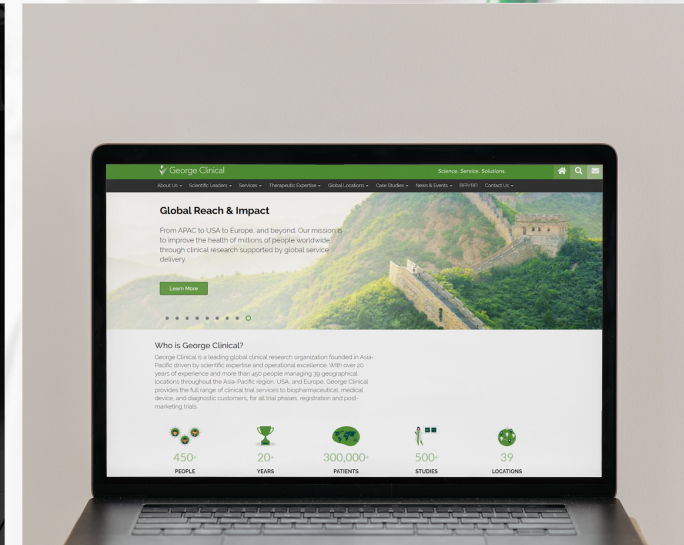 George Clinical
Science. Service. Solutions.
About Us
Scientific Leaders
Services
Therapeutic Expertise
Global Locations
Case Studies
News & Events
RFP/RFI
Contact Us
Global Reach & Impact
From APAC to USA to Europe, and beyond. Our mission is
to improve the health of millions of people worldwide
through clinical research supported by global service
delivery.
Learn More
Who is George Clinical?
George Clinical is a leading global clinical research organization founded in Asia-
Pacific driven by scientific expertise and operational excellence. With over 20
years of experience and more than 450 people managing 39 geographical
locations throughout the Asia-Pacific region, USA, and Europe, George Clinical
provides the full range of clinical trial services to biopharmaceutical, medical
device, and diagnostic customers, for all trial phases, registration and post-
marketing trials.
450+
20+
300,000+
500+
39
PEOPLE
YEARS
PATIENTS
STUDIES
LOCATIONS